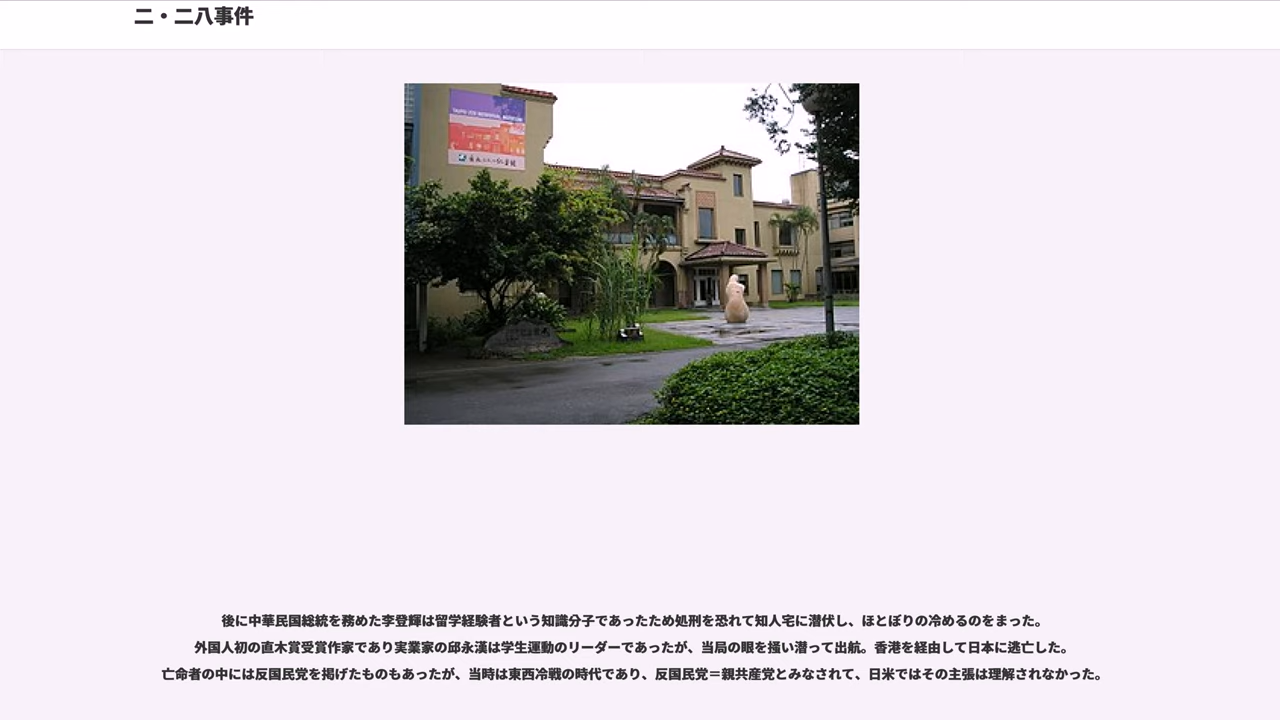 二・二八事件
TAIPEI 228 MEMORIAL MUSEUM
後に中華民国総統を務めた李登輝は留学経験者という知識分子であったため処刑を恐れて知人宅に潜伏し、ほとぼりの冷めるのをまった。
外国人初の直木賞受賞作家であり実業家の邱永漢は学生運動のリーダーであったが、当局の眼を掻い潜って出航。香港を経由して日本に逃亡した。
亡命者の中には反国民党を掲げたものもあったが、当時は東西冷戦の時代であり、反国民党＝親共産党とみなされて、日米ではその主張は理解されなかった。